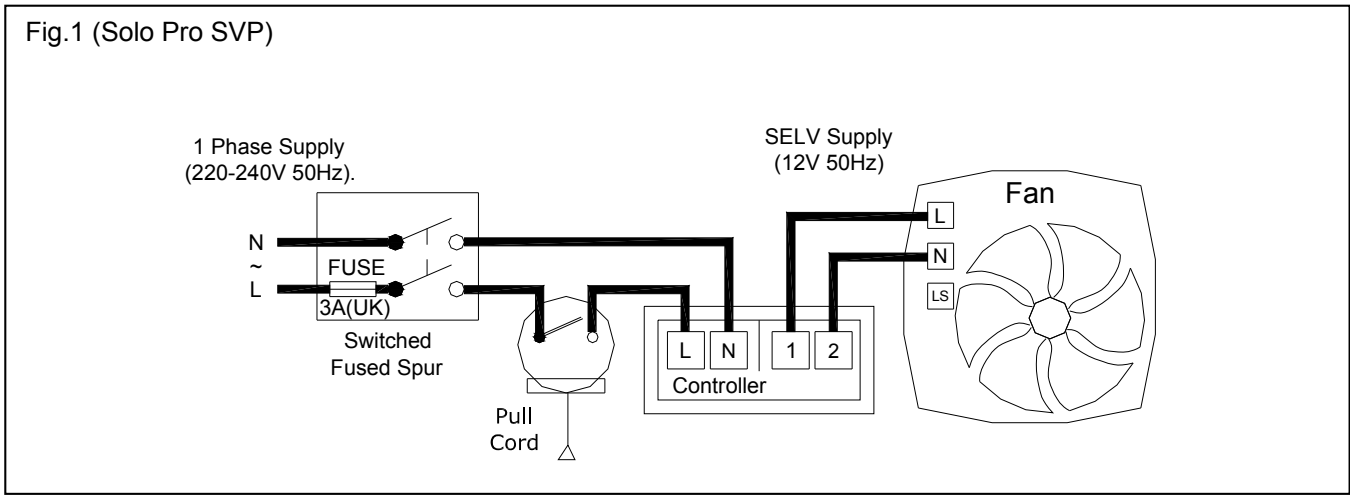 Fig.1 (Solo Pro SVP)
1 Phase Supply
(220-240V 50Hz).
SELV Supply
(12V 50Hz)
Fan
L
N
LS
N
~
L
FUSE
3A(UK)
Switched
Fused Spur
Pull
Cord
L N 1 2
Controller